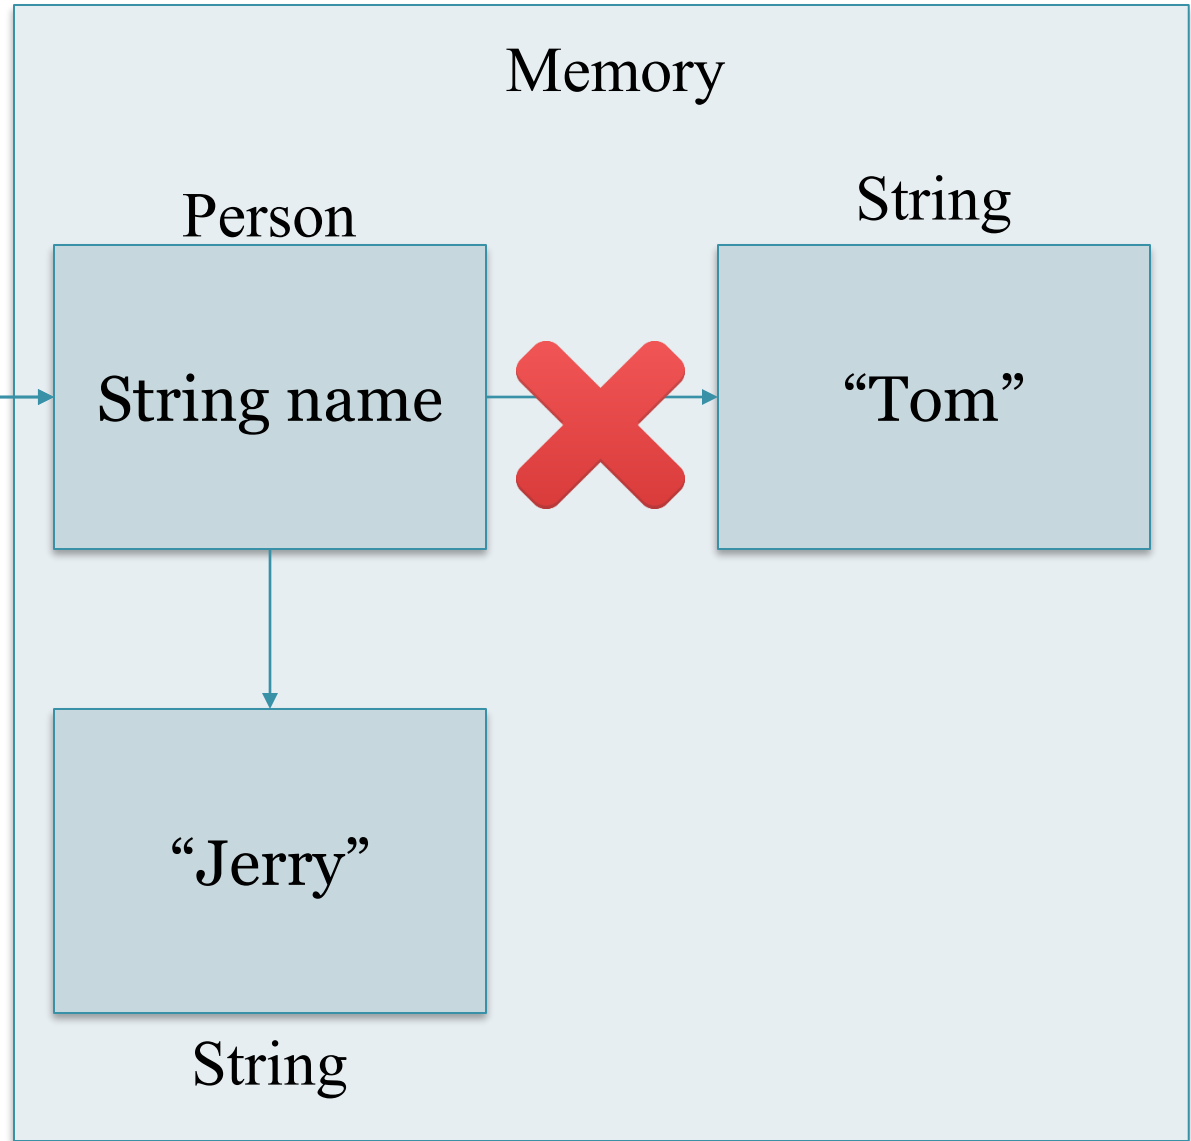 Memory
Person
String
String name
“Tom”
“Jerry”
String